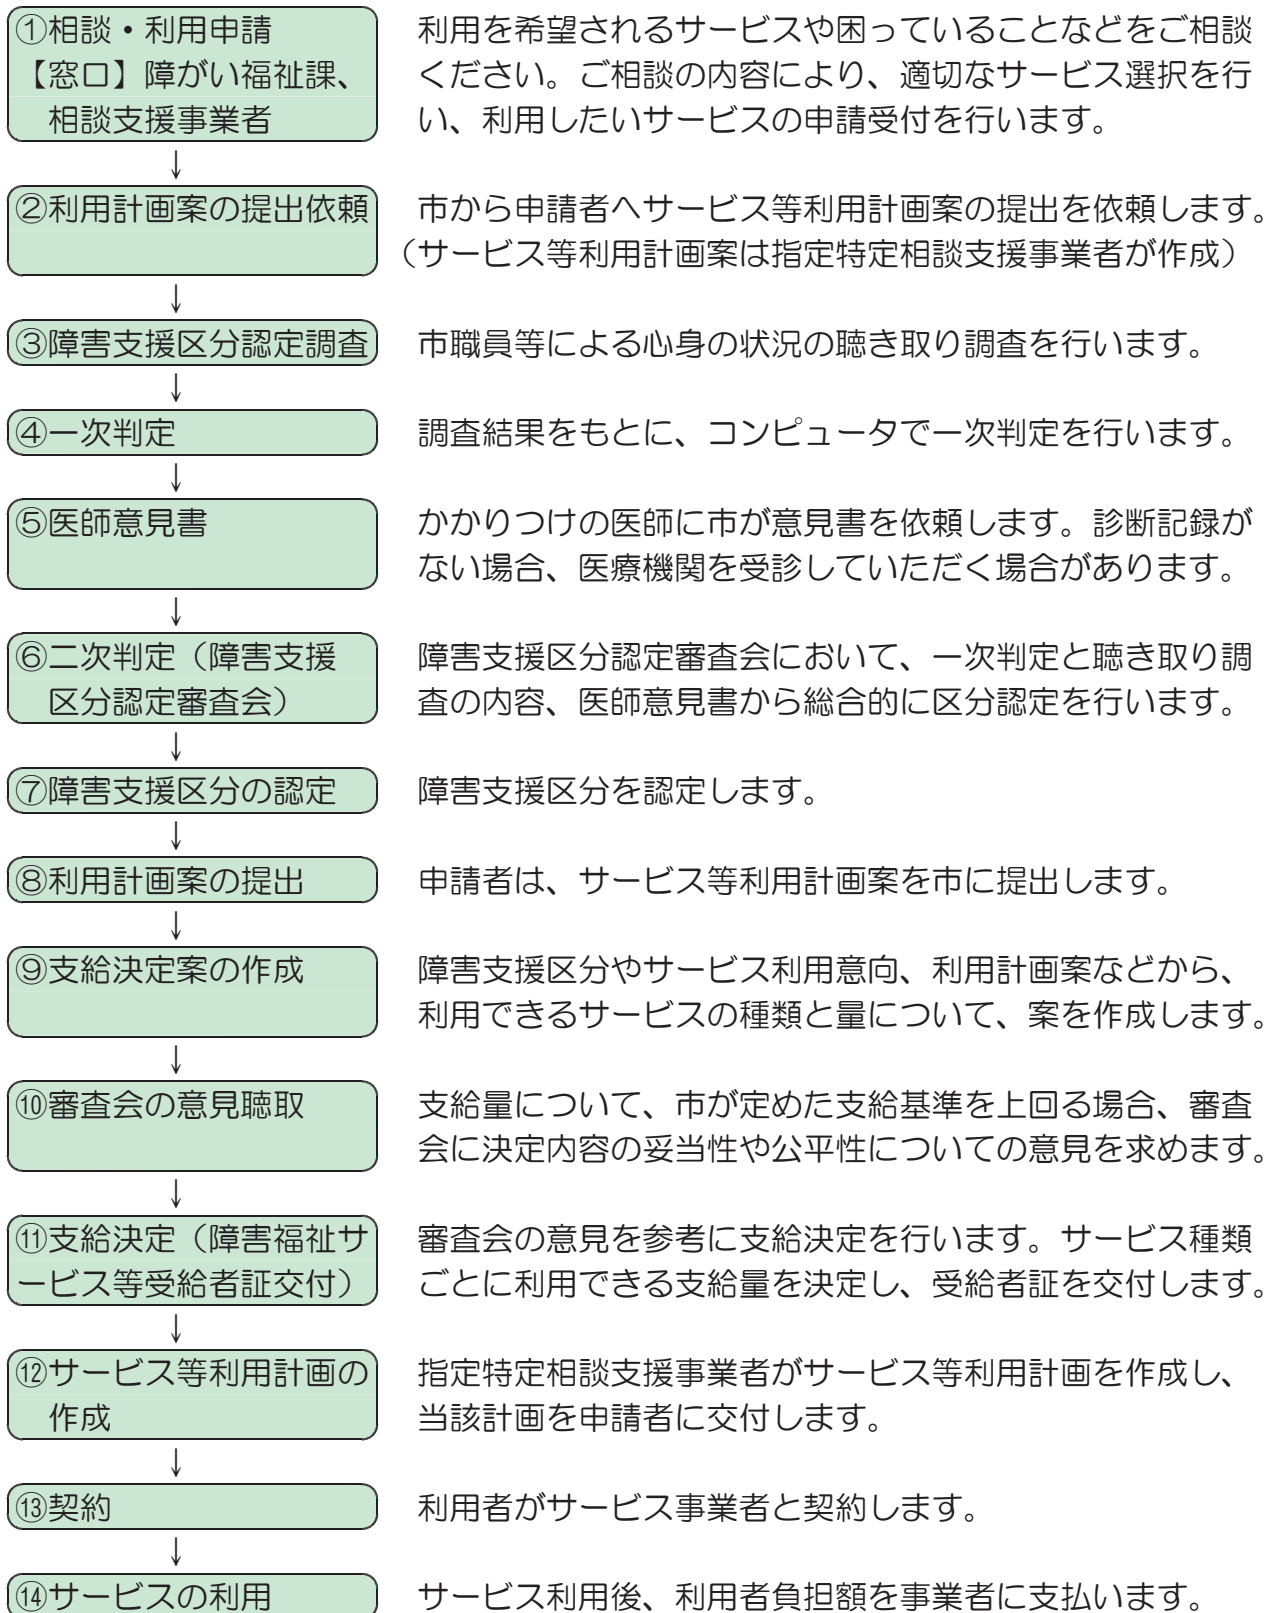 ①相談・利用申請
【窓口】障がい福祉課、
相談支援事業者
利用を希望されるサービスや困っていることなどをご相談
ください。ご相談の内容により、適切なサービス選択を行
い、利用したいサービスの申請受付を行います。
↓
②利用計画案の提出依頼
市から申請者へサービス等利用計画案の提出を依頼します。
（サービス等利用計画案は指定特定相談支援事業者が作成）
↓
③障害支援区分認定調査
市職員等による心身の状況の聴き取り調査を行います。
↓
④一次判定
調査結果をもとに、コンピュータで一次判定を行います。
↓
⑤医師意見書
かかりつけの医師に市が意見書を依頼します。診断記録が
ない場合、医療機関を受診していただく場合があります。
↓
⑥二次判定（障害支援
区分認定審査会）
障害支援区分認定審査会において、一次判定と聴き取り調
査の内容、医師意見書から総合的に区分認定を行います。
↓
⑦障害支援区分の認定
障害支援区分を認定します。
↓
⑧利用計画案の提出
申請者は、サービス等利用計画案を市に提出します。
↓
⑨支給決定案の作成
障害支援区分やサービス利用意向、利用計画案などから、
利用できるサービスの種類と量について、案を作成します。
↓
⑩審査会の意見聴取
支給量について、市が定めた支給基準を上回る場合、審査
会に決定内容の妥当性や公平性についての意見を求めます。
↓
⑪支給決定（障害福祉サ
ービス等受給者証交付）
審査会の意見を参考に支給決定を行います。サービス種類
ごとに利用できる支給量を決定し、受給者証を交付します。
↓
⑫サービス等利用計画の
作成
指定特定相談支援事業者がサービス等利用計画を作成し、
当該計画を申請者に交付します。
↓
⑬契約
利用者がサービス事業者と契約します。
↓
⑭サービスの利用
サービス利用後、利用者負担額を事業者に支払います。